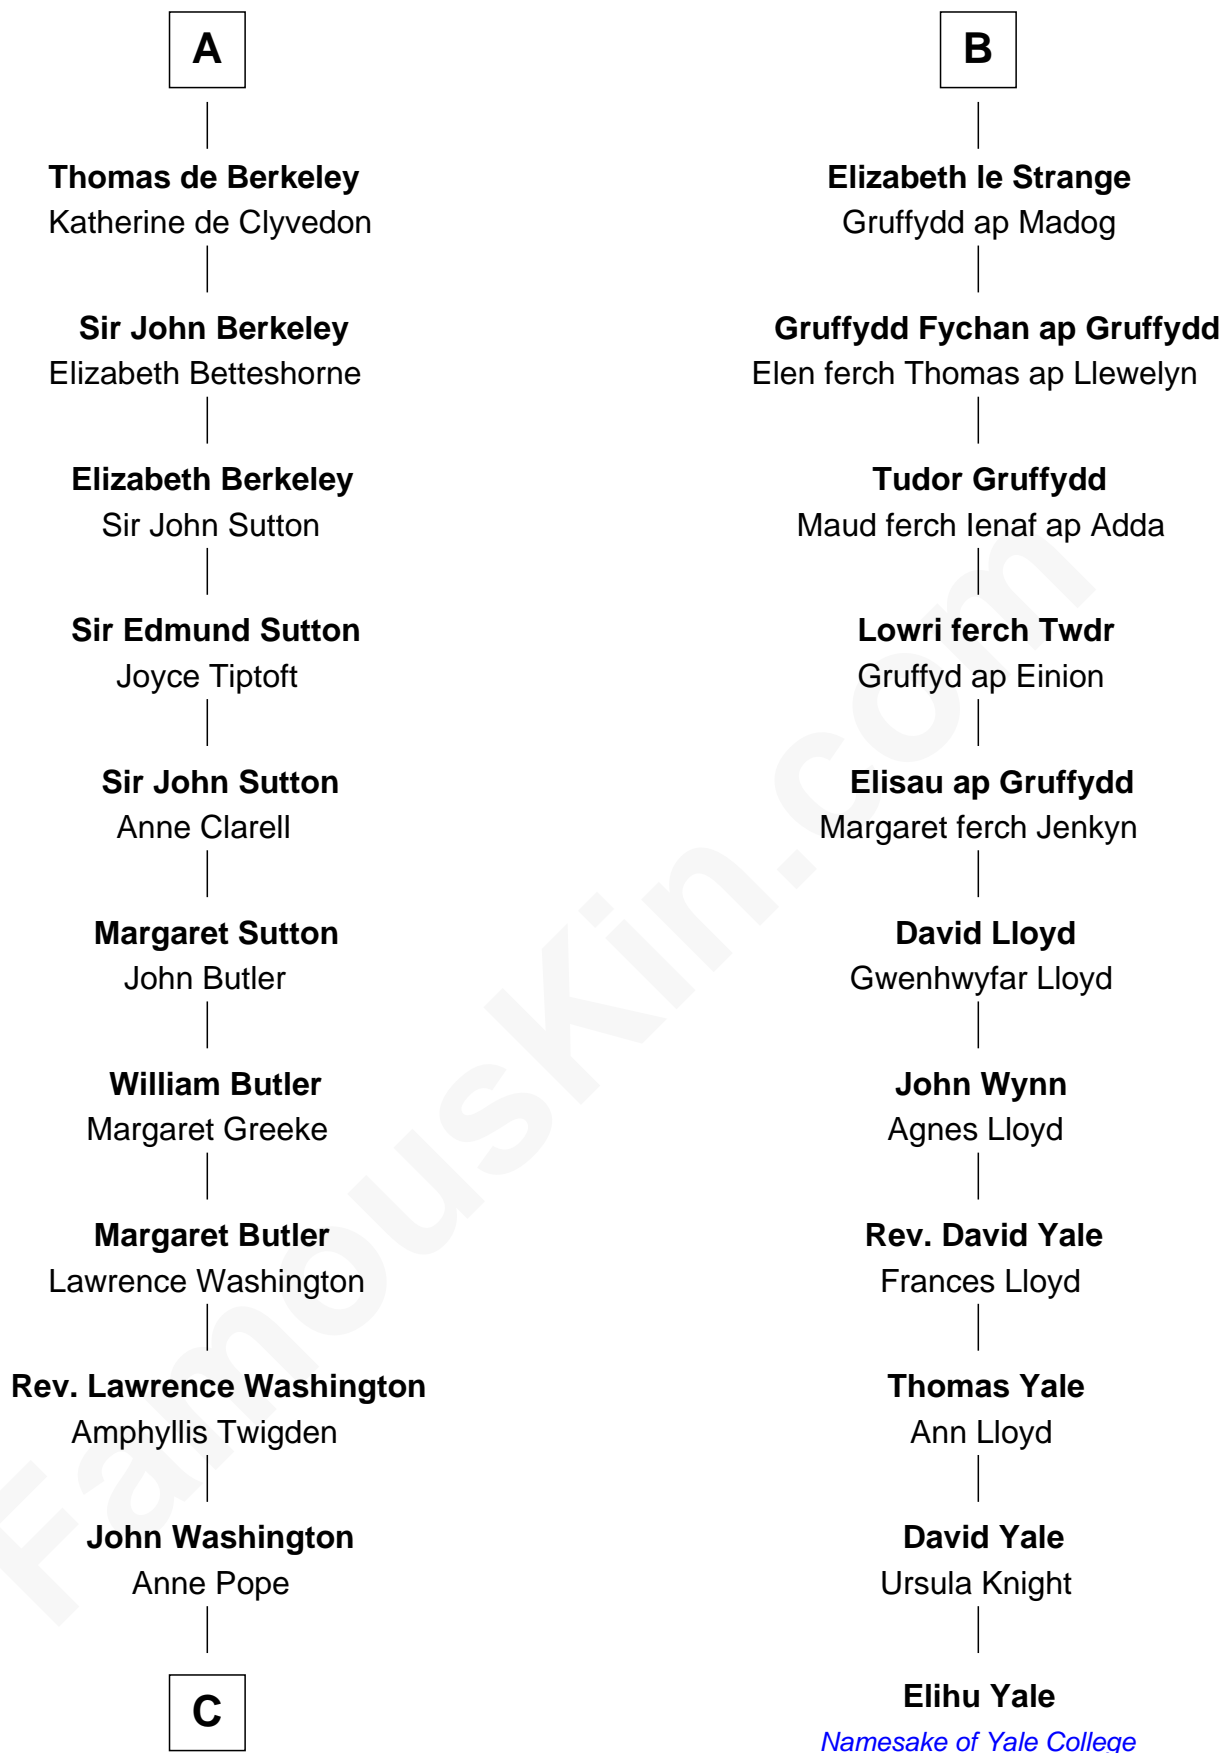 A
Thomas de Berkeley
Katherine de Clyvedon
Sir John Berkeley
Elizabeth Betteshorne
Elizabeth Berkeley
Sir John Sutton
Sir Edmund Sutton
Joyce Tiptoft
Sir John Sutton
Anne Clarell
Margaret Sutton
John Butler
William Butler
Margaret Greeke
Margaret Butler
Lawrence Washington
Rev. Lawrence Washington
Amphyllis Twigden
John Washington
Anne Pope
C
B
Elizabeth le Strange
Gruffydd ap Madog
Gruffydd Fychan ap Gruffydd
Elen ferch Thomas ap Llewelyn
Tudor Gruffydd
Maud ferch Ienaf ap Adda
Lowri ferch Twdr
Gruffyd ap Einion
Elisau ap Gruffydd
Margaret ferch Jenkyn
David Lloyd
Gwenhwyfar Lloyd
John Wynn
Agnes Lloyd
Rev. David Yale
Frances Lloyd
Thomas Yale
Ann Lloyd
David Yale
Ursula Knight
Elihu Yale
Namesake of Yale College
FamousKin.com